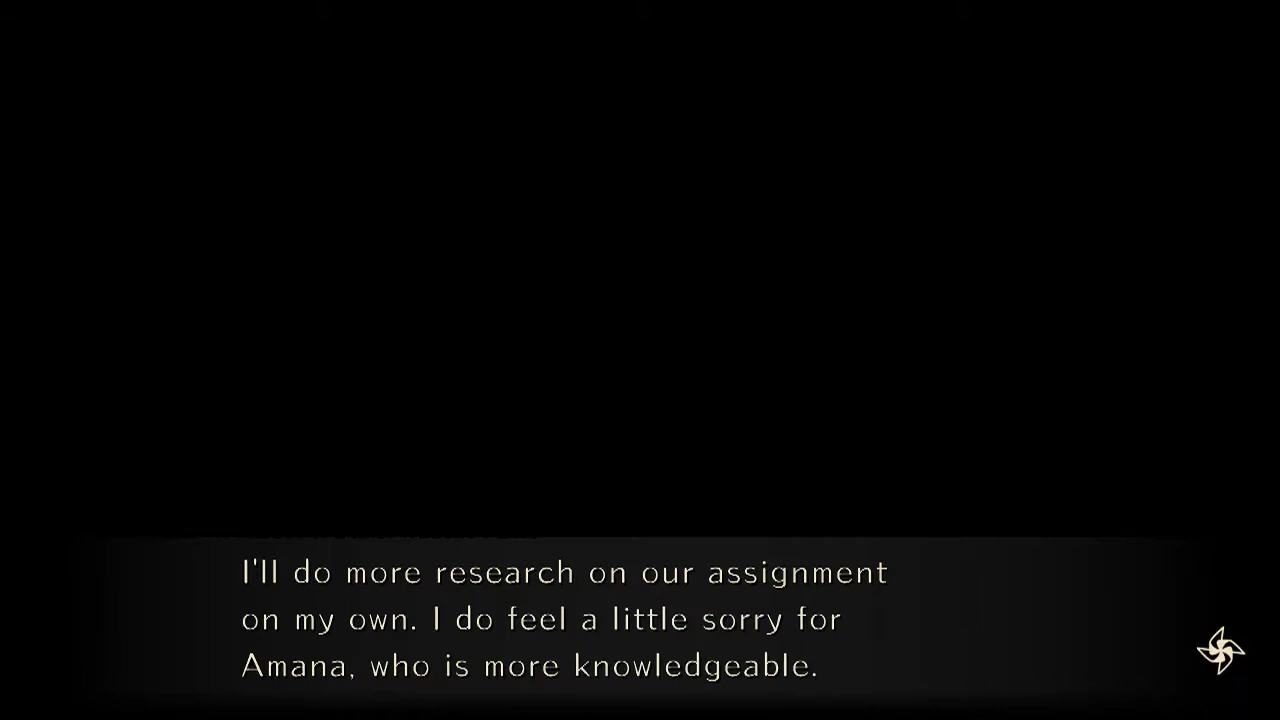 I'll do more research on our assignment
on my own. I do feel a little sorry for
Amana, who is more knowledgeable.